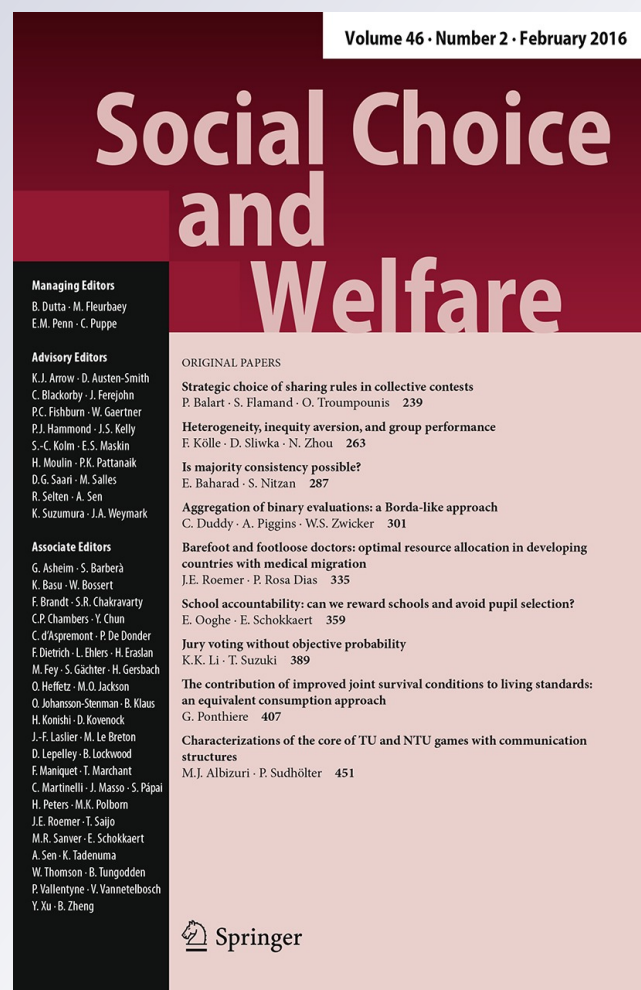 Volume 46 · Number 2 · February 2016
Social Choice
and
Welfare
Managing Editors
B. Dutta · M. Fleurbaey
E.M. Penn · C. Puppe
Advisory Editors
K.J. Arrow · D. Austen-Smith
C. Blackorby · J. Ferejohn
P.C. Fishburn · W. Gaertner
P.J. Hammond · J.S. Kelly
S.-C. Kolm · E.S. Maskin
H. Moulin · P.K. Pattanaik
D.G. Saari · M. Salles
R. Selten · A. Sen
K. Suzumura · J.A. Weymark
Associate Editors
G. Asheim · S. Barberà
K. Basu · W. Bossert
F. Brandt · S.R. Chakravarty
C.P. Chambers · Y. Chun
C. d'Aspremont · P. De Donder
F. Dietrich · L. Ehlers · H. Eraslan
M. Fey · S. Gächter · H. Gersbach
O. Heffetz · M.O. Jackson
O. Johansson-Stenman · B. Klaus
H. Konishi · D. Kovenock
J.-F. Laslier · M. Le Breton
D. Lepelley · B. Lockwood
F. Maniquet · T. Marchant
C. Martinelli · J. Masso · S. Pápai
H. Peters · M.K. Polborn
J.E. Roemer · T. Saijo
M.R. Sanver · E. Schokkaert
A. Sen · K. Tadenuma
W. Thomson · B. Tungodden
P. Vallentyne · V. Vannetelbosch
Y. Xu · B. Zheng
ORIGINAL PAPERS
Strategic choice of sharing rules in collective contests
P. Balart · S. Flamand · O. Troumpounis 239
Heterogeneity, inequity aversion, and group performance
F. Kölle · D. Sliwka · N. Zhou 263
Is majority consistency possible?
E. Baharad · S. Nitzan 287
Aggregation of binary evaluations: a Borda-like approach
C. Duddy · A. Piggins · W.S. Zwicker 301
Barefoot and footloose doctors: optimal resource allocation in developing
countries with medical migration
J.E. Roemer · P. Rosa Dias 335
School accountability: can we reward schools and avoid pupil selection?
E. Ooghe · E. Schokkaert 359
Jury voting without objective probability
K.K. Li · T. Suzuki 389
The contribution of improved joint survival conditions to living standards:
an equivalent consumption approach
G. Ponthiere 407
Characterizations of the core of TU and NTU games with communication
structures
M.J. Albizuri · P. Sudhölter 451
Springer